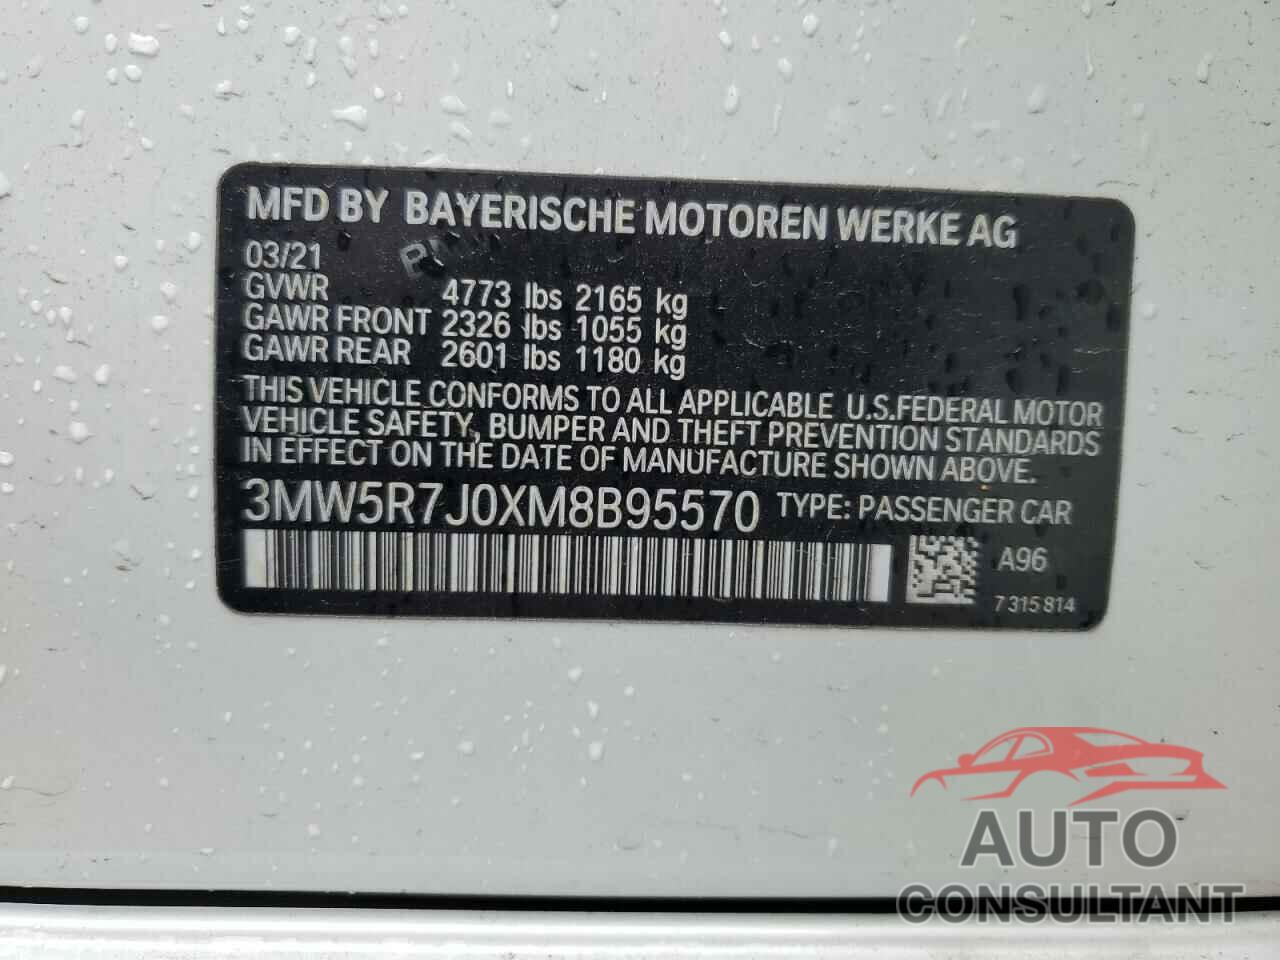 MFD BY BAYERISCHE MOTOREN WERKE AG
03/21
GVWR 4773 lbs 2165 kg
GAWR FRONT 2326 lbs 1055 kg
GAWR REAR 2601 lbs 1180 kg
THIS VEHICLE CONFORMS TO ALL APPLICABLE U.S.FEDERAL MOTOR
VEHICLE SAFETY, BUMPER AND THEFT PREVENTION STANDARDS
IN EFFECT ON THE DATE OF MANUFACTURE SHOWN ABOVE.
3MW5R7J0XM8B95570 TYPE: PASSENGER CAR
A96
7 315 814
AUTO
CONSULTANT